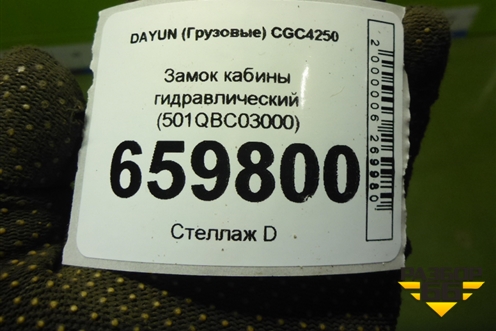 DAYUN (Грузовые) CGC4250
Замок кабины
гидравлический
(501QBC03000)
659800
Стеллаж D
2000006269980